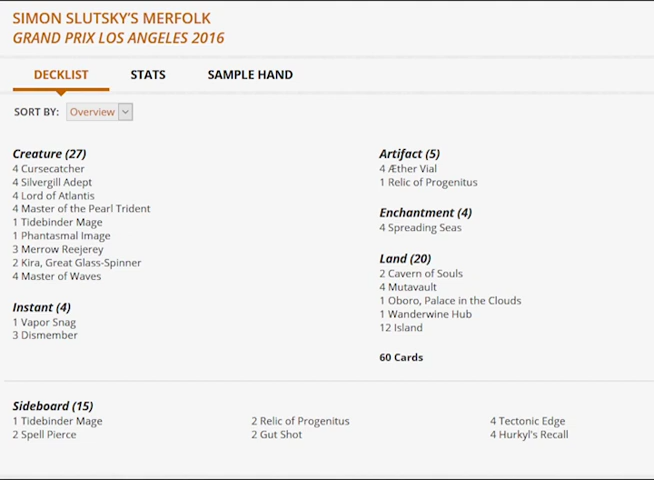 SIMON SLUTSKY'S MERFOLK
GRAND PRIX LOS ANGELES 2016
DECKLIST STATS SAMPLE HAND
SORT BY: Overview
Creature (27)
4 Cursecatcher
4 Silvergill Adept
4 Lord of Atlantis
4 Master of the Pearl Trident
1 Tidebinder Mage
1 Phantasmal Image
3 Merrow Reejerey
2 Kira, Great Glass-Spinner
4 Master of Waves
Instant (4)
1 Vapor Snag
3 Dismember
Artifact (5)
4 Æther Vial
1 Relic of Progenitus
Enchantment (4)
4 Spreading Seas
Land (20)
2 Cavern of Souls
4 Mutavault
1 Oboro, Palace in the Clouds
1 Wanderwine Hub
12 Island
60 Cards
Sideboard (15)
1 Tidebinder Mage
2 Spell Pierce
2 Relic of Progenitus
2 Gut Shot
4 Tectonic Edge
4 Hurkyl's Recall